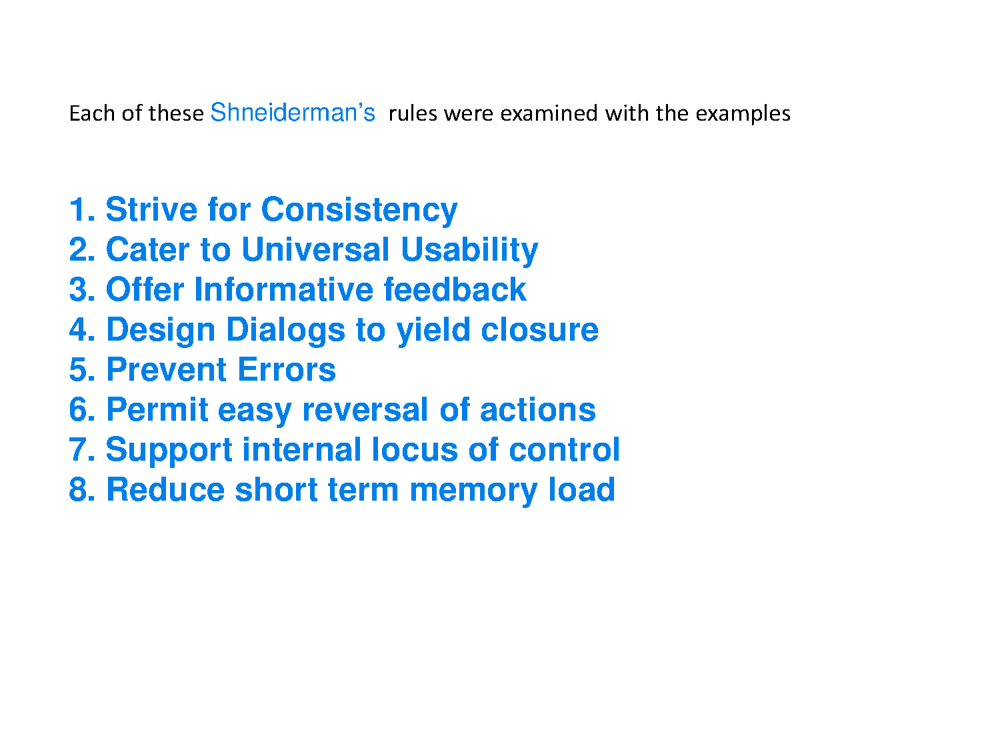 Each of these Shneiderman’s rules were examined with the examples
1. Strive for Consistency
2. Cater to Universal Usability
3. Offer Informative feedback
4. Design Dialogs to yield closure
5. Prevent Errors
6. Permit easy reversal of actions
7. Support internal locus of control
8. Reduce short term memory load